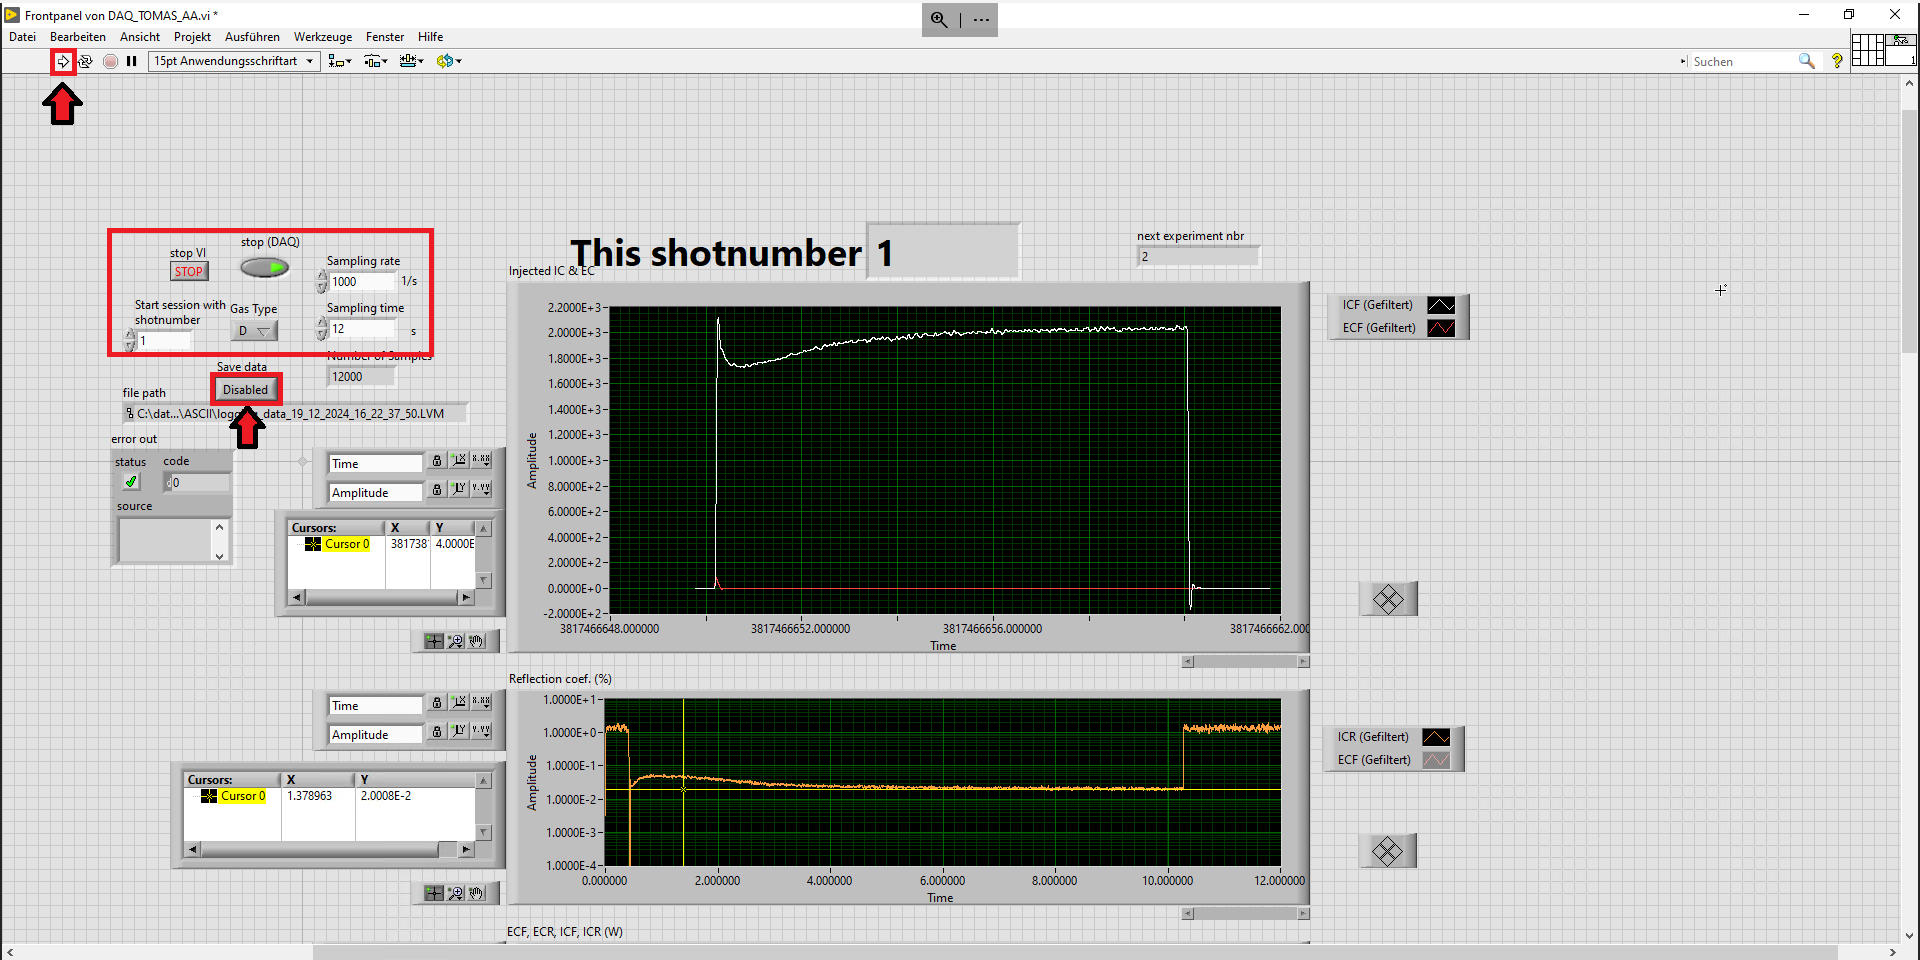 Frontpanel von DAQ_TOMAS_AA.vi *
Datei Bearbeiten Ansicht Projekt Ausführen Werkzeuge Fenster Hilfe
15pt Anwendungsschriftart
Suchen
1
stop VI
STOP
stop (DAQ)
Sampling rate
1000 1/s
Start session with shotnumber
1
Gas Type
D
Sampling time
12 s
Number of Samples
12000
Save data
Disabled
file path
C:\dat...\ASCII\log data_19_12_2024_16_22_37_50.LVM
error out
status code
0
source
This shotnumber 1
next experiment nbr
2
Injected IC & EC
Time
Amplitude
Cursors: X Y
Cursor 0 381738 4.0000E
Amplitude
2.2000E+3
2.0000E+3
1.8000E+3
1.6000E+3
1.4000E+3
1.2000E+3
1.0000E+3
8.0000E+2
6.0000E+2
4.0000E+2
2.0000E+2
0.0000E+0
-2.0000E+2
3817466648.000000 3817466652.000000 3817466656.000000 3817466662.000
Time
ICF (Gefiltert)
ECF (Gefiltert)
Reflection coef. (%)
Time
Amplitude
Cursors: X Y
Cursor 0 1.378963 2.0008E-2
Amplitude
1.0000E+1
1.0000E+0
1.0000E-1
1.0000E-2
1.0000E-3
1.0000E-4
0.000000 2.000000 4.000000 6.000000 8.000000 10.000000 12.000000
Time
ICR (Gefiltert)
ECF (Gefiltert)
ECF, ECR, ICF, ICR (W)